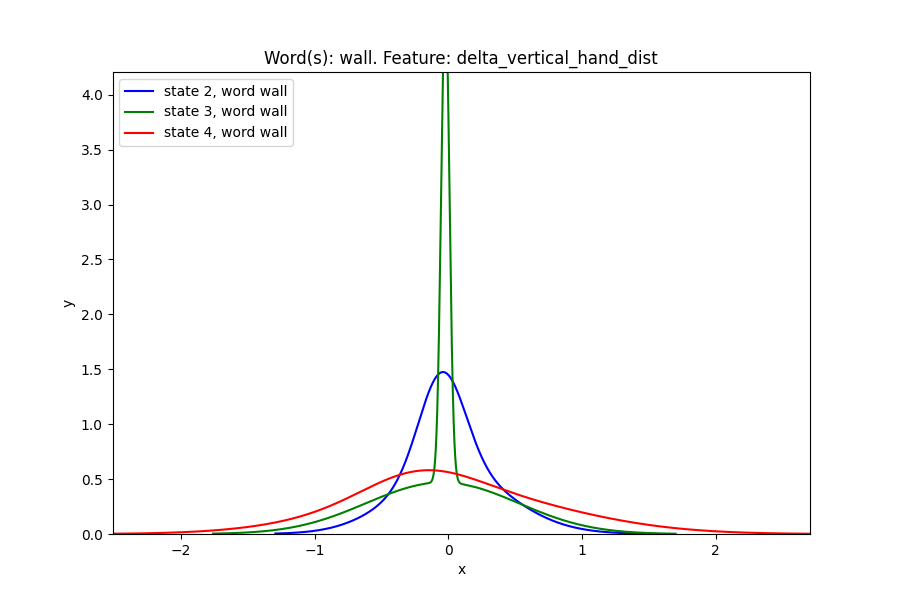 Word(s): wall. Feature: delta_vertical_hand_dist
state 2, word wall
state 3, word wall
state 4, word wall
4.0
3.5
3.0
2.5
2.0
1.5
1.0
0.5
0.0
y
−2 −1 0 1 2
x